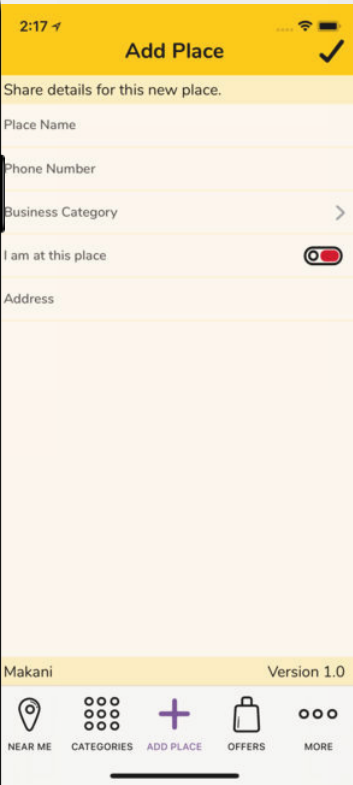 2:17
Add Place
Share details for this new place.
Place Name
Phone Number
Business Category
I am at this place
Address
Makani Version 1.0
NEAR ME CATEGORIES ADD PLACE OFFERS MORE